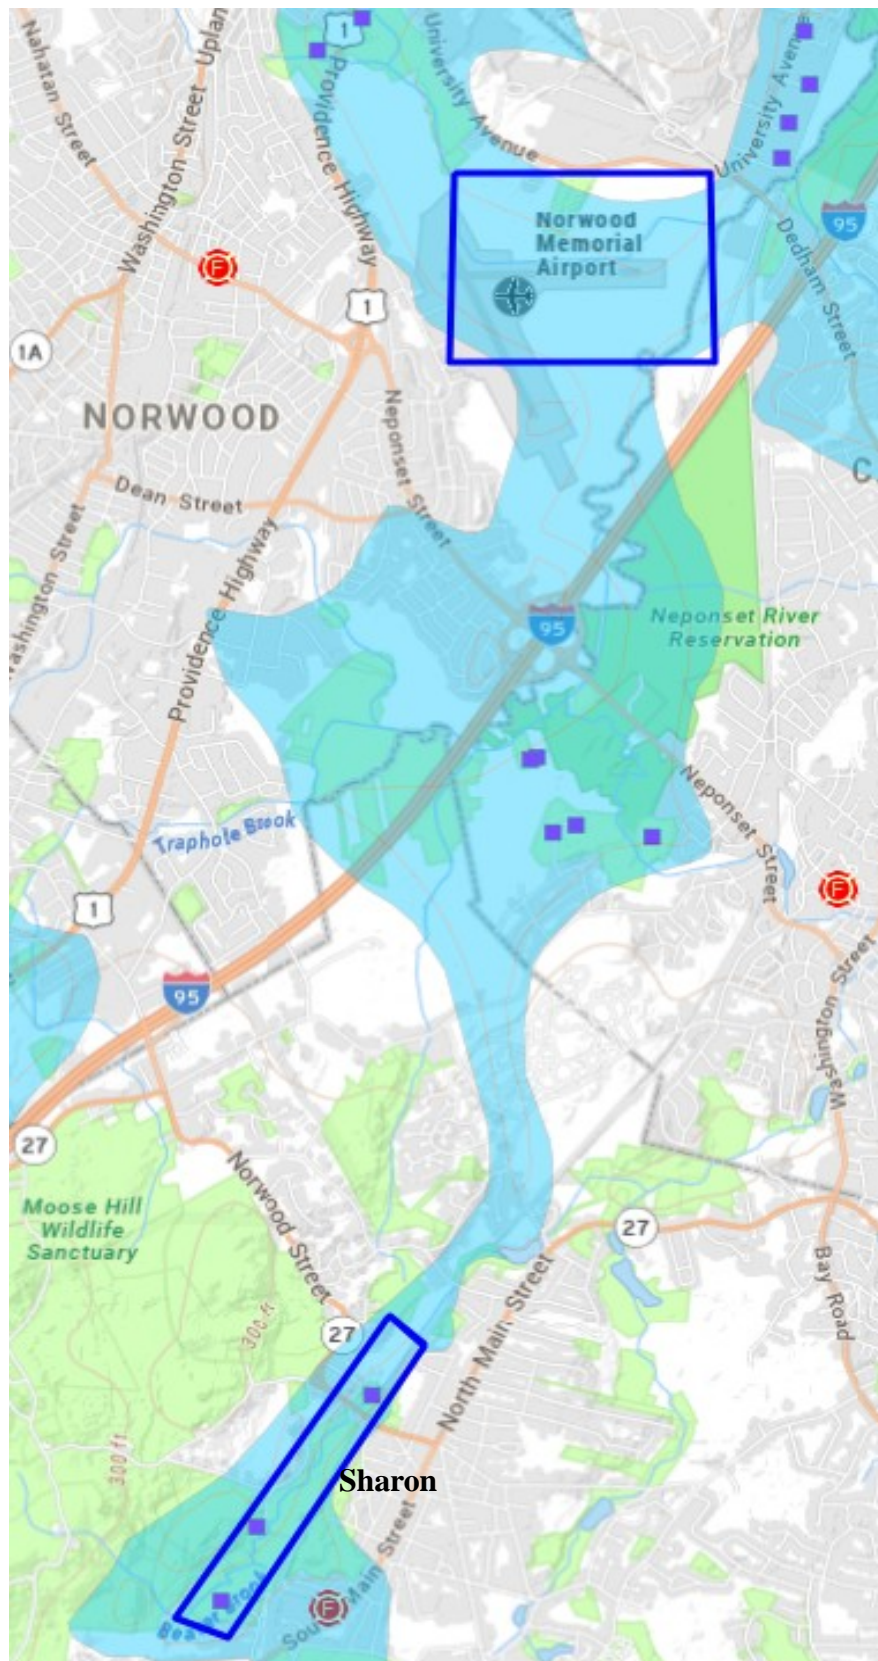 1
Nahatan Street
Washington Street Uplan
Providence Highway
University Avenue
University Avenue
95
Norwood
Memorial
Airport
Dedham Street
F
1
1A
NORWOOD
Neponset Street
C
Dean Street
Washington Street
Providence Highway
95
Neponset River
Reservation
Neponset Street
Traphole Brook
F
1
95
Washington Street
27
Norwood Street
Moose Hill
Wildlife
Sanctuary
27
Bay Road
300 ft
27
North Main Street
300 ft
Sharon
Beaver Brook
F
South Main Street